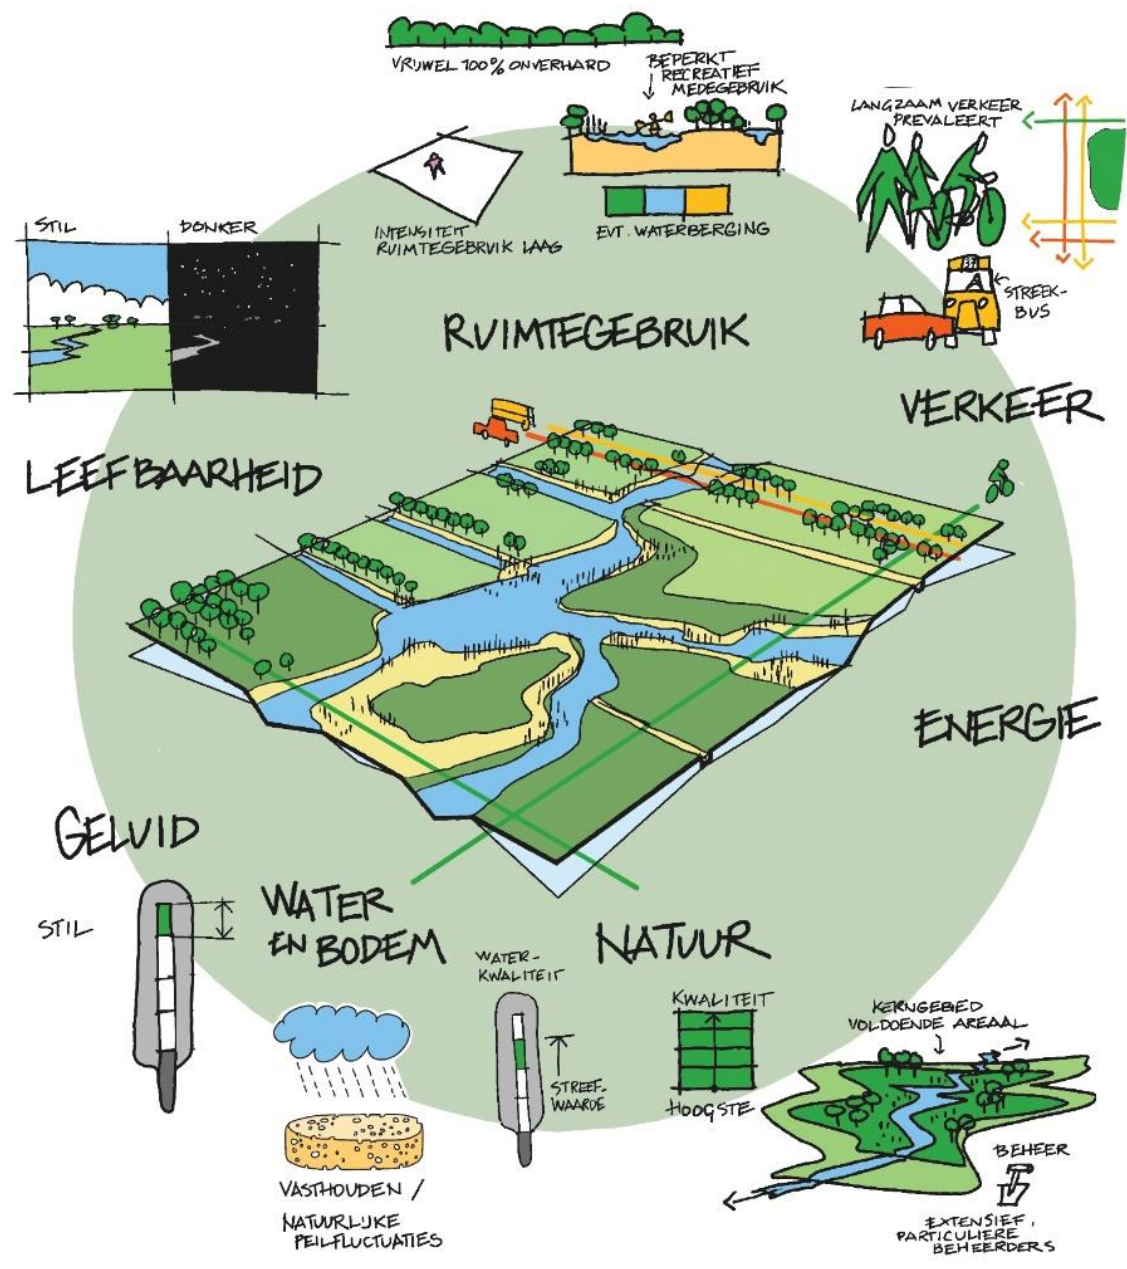 VRIJWEL 100% ONVERHARD
BEPERKT
RECREATIEF
MEDEGEBRUIK
LANGZAAM VERKEER
PREVALEERT
STIL
DONKER
INTENSITEIT
RUIMTEGEBRUIK LAAG
EVT. WATERBERGING
STREEK-
BUS
RUIMTEGEBRUIK
VERKEER
LEEFBAARHEID
ENERGIE
GELUID
STIL
WATER
EN BODEM
NATUUR
WATER-
KWALITEIT
STREEF-
WAARDE
KWALITEIT
HOOGSTE
KERNGEBIED
VOLDOENDE AREAAL
BEHEER
EXTENSIEF,
PARTICULIERE
BEHEERDERS
VASTHOUDEN /
NATUURLIJKE
PEILFLUCTUATIES